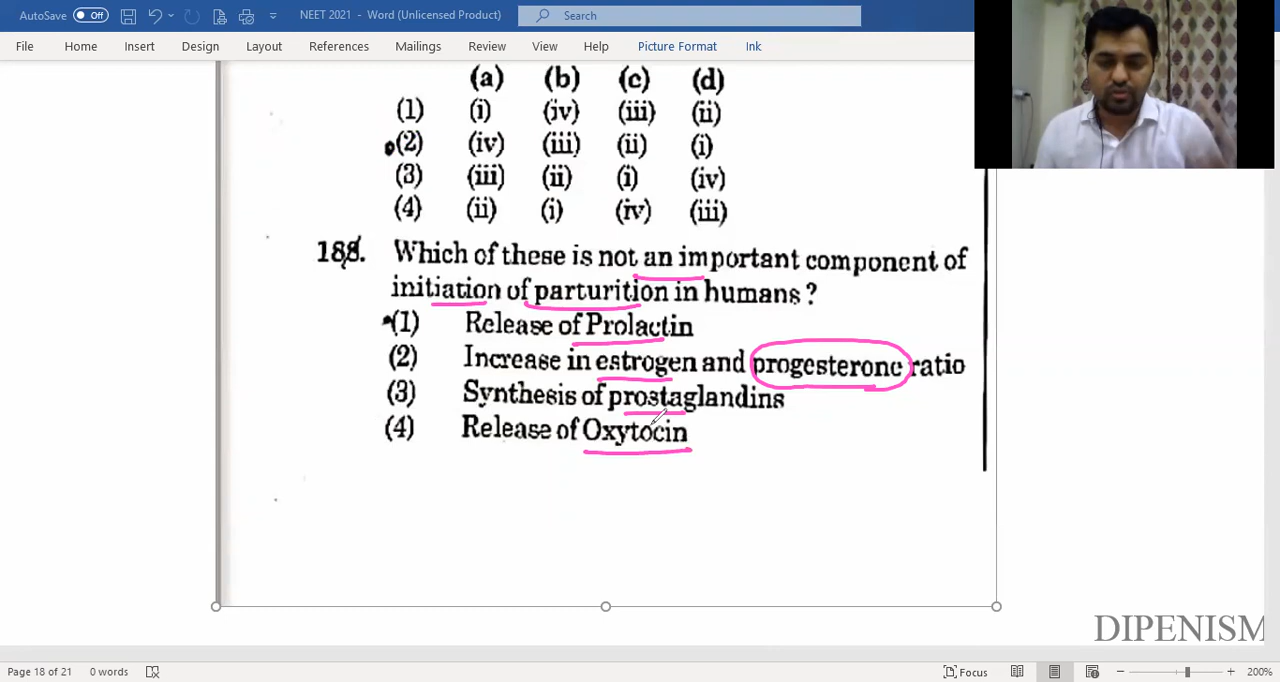 AutoSave Off NEET 2021 - Word (Unlicensed Product) Search
File Home Insert Design Layout References Mailings Review View Help Picture Format Ink
(a) (b) (c) (d)
(1) (i) (iv) (iii) (ii)
(2) (iv) (iii) (ii) (i)
(3) (iii) (ii) (i) (iv)
(4) (ii) (i) (iv) (iii)
188. Which of these is not an important component of
initiation of parturition in humans ?
(1) Release of Prolactin
(2) Increase in estrogen and progesterone ratio
(3) Synthesis of prostaglandins
(4) Release of Oxytocin
DIPENISM
Page 18 of 21 0 words Focus 200%